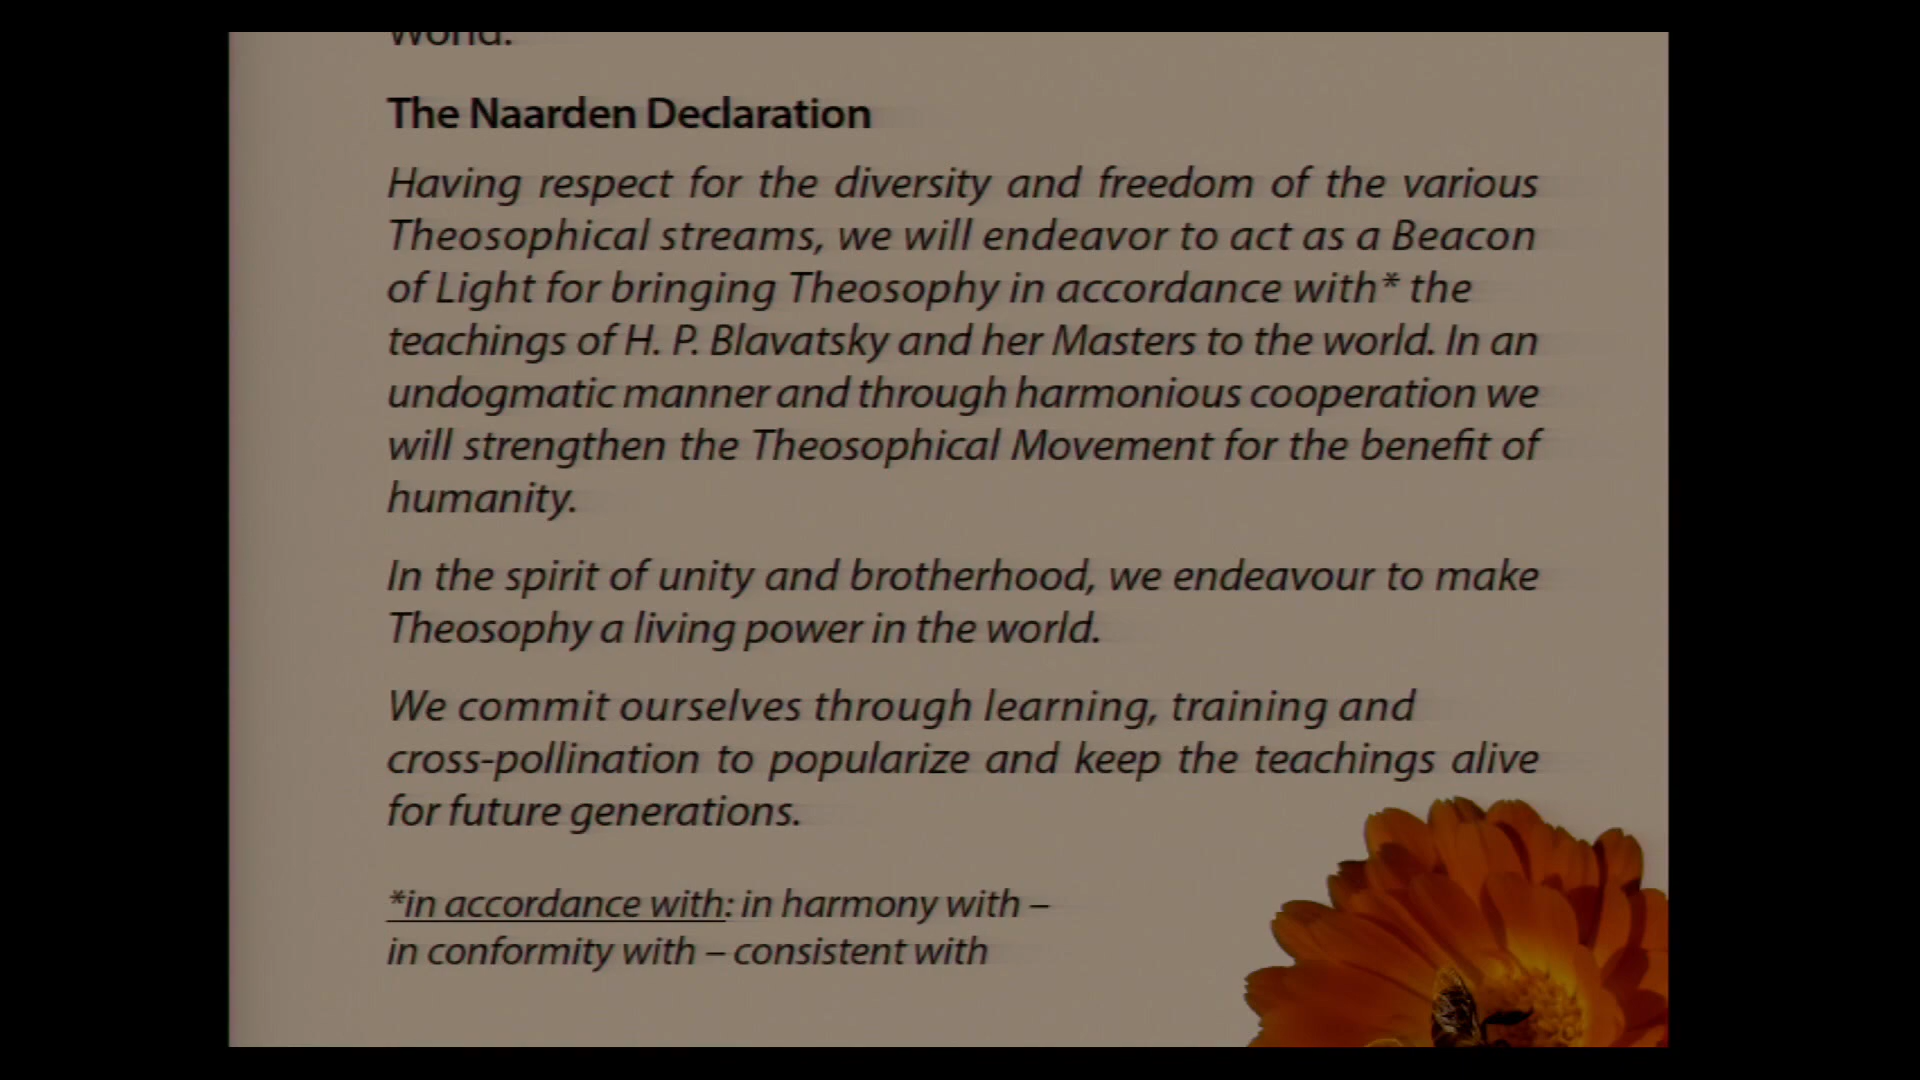 World.
The Naarden Declaration
Having respect for the diversity and freedom of the various
Theosophical streams, we will endeavor to act as a Beacon
of Light for bringing Theosophy in accordance with* the
teachings of H. P. Blavatsky and her Masters to the world. In an
undogmatic manner and through harmonious cooperation we
will strengthen the Theosophical Movement for the benefit of
humanity.
In the spirit of unity and brotherhood, we endeavour to make
Theosophy a living power in the world.
We commit ourselves through learning, training and
cross-pollination to popularize and keep the teachings alive
for future generations.
*in accordance with: in harmony with –
in conformity with – consistent with